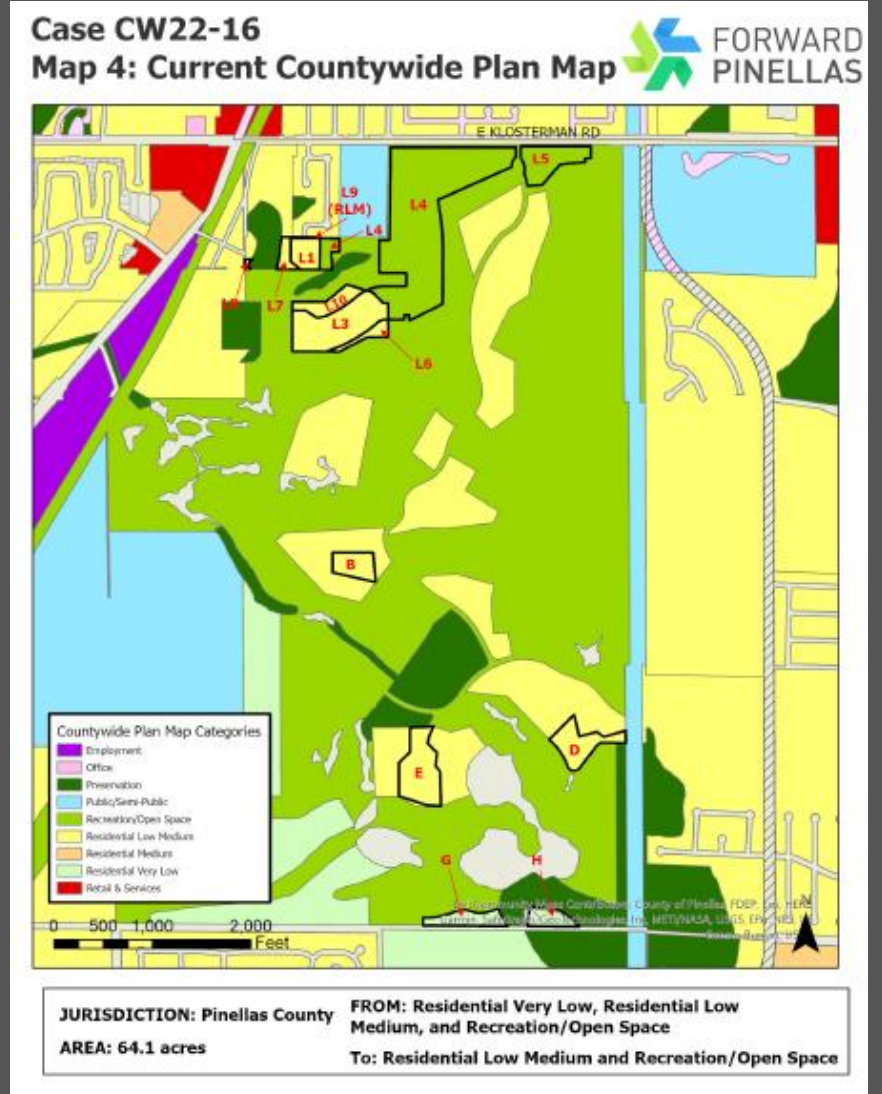 Case CW22-16
Map 4: Current Countywide Plan Map
FORWARD
PINELLAS
E KLOSTERMAN RD
L5
L9
(RLM)
L4
L4
L1
L7
L10
L3
L6
B
D
E
G
H
Countywide Plan Map Categories
Employment
Office
Preservation
Public/Semi-Public
Recreation/Open Space
Residential Low Medium
Residential Medium
Residential Very Low
Retail & Services
0 500 1,000 2,000
Feet
N
JURISDICTION: Pinellas County
AREA: 64.1 acres
FROM: Residential Very Low, Residential Low
Medium, and Recreation/Open Space
To: Residential Low Medium and Recreation/Open Space